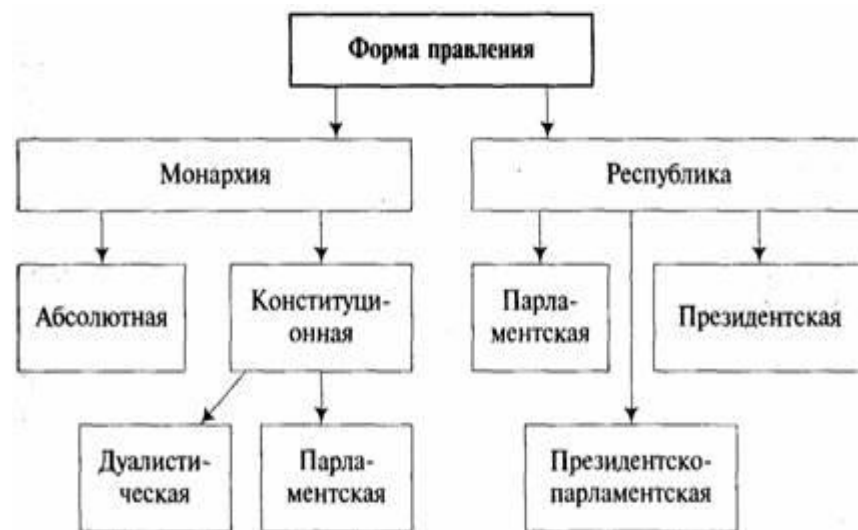 Форма правления
Монархия
Республика
Абсолютная
Конституци-
онная
Парла-
ментская
Президентская
Дуалисти-
ческая
Парла-
ментская
Президентско-
парламентская